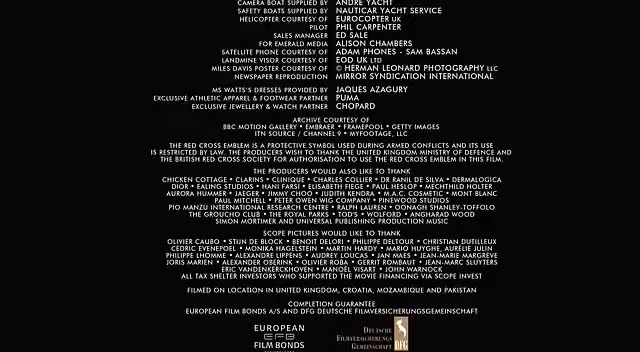 CAMERA BOAT SUPPLIED BY ANDRE YACHT
SAFETY BOATS SUPPLIED BY NAUTICAR YACHT SERVICE
HELICOPTER COURTESY OF EUROCOPTER UK
PILOT PHIL CARPENTER
SALES MANAGER ED SALE
FOR EMERALD MEDIA ALISON CHAMBERS
SATELLITE PHONE COURTESY OF ADAM PHONES - SAM BASSAN
LANDMINE VISOR COURTESY OF EOD UK LTD
MILES DAVIS POSTER COURTESY OF © HERMAN LEONARD PHOTOGRAPHY LLC
NEWSPAPER REPRODUCTION MIRROR SYNDICATION INTERNATIONAL
MS WATTS'S DRESSES PROVIDED BY JAQUES AZAGURY
EXCLUSIVE ATHLETIC APPAREL & FOOTWEAR PARTNER PUMA
EXCLUSIVE JEWELLERY & WATCH PARTNER CHOPARD
ARCHIVE COURTESY OF
BBC MOTION GALLERY • EMBRAER • FRAMEPOOL • GETTY IMAGES
ITN SOURCE / CHANNEL 9 • MYFOOTAGE, LLC
THE RED CROSS EMBLEM IS A PROTECTIVE SYMBOL USED DURING ARMED CONFLICTS AND ITS USE
IS RESTRICTED BY LAW. THE PRODUCERS WISH TO THANK THE UNITED KINGDOM MINISTRY OF DEFENCE AND
THE BRITISH RED CROSS SOCIETY FOR AUTHORISATION TO USE THE RED CROSS EMBLEM IN THIS FILM.
THE PRODUCERS WOULD ALSO LIKE TO THANK
CHICKEN COTTAGE • CLARINS • CLINIQUE • CHARLES COLLIER • DR RANIL DE SILVA • DERMALOGICA
DIOR • EALING STUDIOS • HANI FARSI • ELISABETH FIEGE • PAUL HESLOP • MECHTHILD HOLTER
AURORA HUMMER • JAEGER • JIMMY CHOO • JUDITH KENDRA • M.A.C. COSMETIC • MONT BLANC
PAUL MITCHELL • PETER OWEN WIG COMPANY • PINEWOOD STUDIOS
PIO MANZÙ INTERNATIONAL RESEARCH CENTRE • RALPH LAUREN • OONAGH SHANLEY-TOFFOLO
THE GROUCHO CLUB • THE ROYAL PARKS • TOD'S • WOLFORD • ANGHARAD WOOD
SIMON MORTIMER AND UNIVERSAL PUBLISHING PRODUCTION MUSIC
SCOPE PICTURES WOULD LIKE TO THANK
OLIVIER CAUBO • STIJN DE BLOCK • BENOIT DELORI • PHILIPPE DELTOUR • CHRISTIAN DUTILLEUX
CÉDRIC EVENEPOEL • MONIKA HAGELSTEIN • MARTIN HARDY • MARIO HUYGHE, AURELIE JULIN
PHILIPPE LHOMME • ALEXANDRE LIPPENS • AUDREY LOUCAS • JAN MAES • JEAN-MARIE MARGRÈVE
JORIS MARIEN • ALEXANDER OBERINK • OLIVIER ROBA • GERRIT ROMBAUT • JEAN-MARC SLUYTERS
ERIC VANDENKERCKHOVEN • MANOËL VISART • JOHN WARNOCK
ALL TAX SHELTER INVESTORS WHO SUPPORTED THE MOVIE FINANCING VIA SCOPE INVEST
FILMED ON LOCATION IN UNITED KINGDOM, CROATIA, MOZAMBIQUE AND PAKISTAN
COMPLETION GUARANTEE
EUROPEAN FILM BONDS A/S AND DFG DEUTSCHE FILMVERSICHERUNGSGEMEINSCHAFT
EUROPEAN
EFB
FILM BONDS
DEUTSCHE
FILMVERSICHERUNGS
GEMEINSCHAFT
DFG